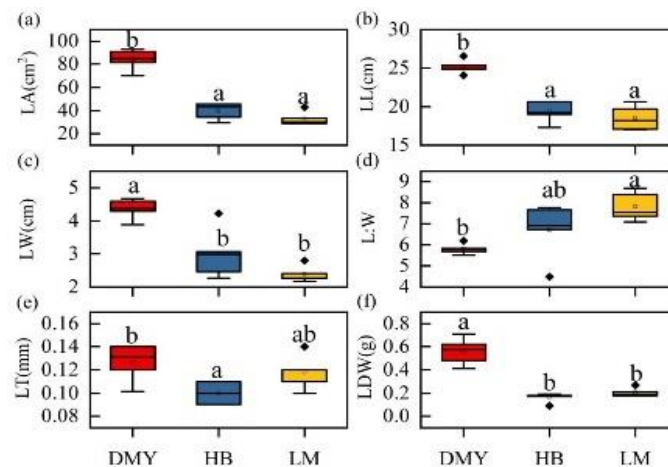 (a) (b)
LA(cm²) 100 80 60 40 20 b a a
LL(cm) 30 25 20 15 b a a
(c) (d)
LW(cm) 5 4 3 2 a b b
L:W 9 8 7 6 5 4 b ab a
(e) (f)
LT(mm) 0.16 0.14 0.12 0.10 0.08 b a ab
LDW(g) 0.8 0.6 0.4 0.2 0.0 a b b
DMY HB LM DMY HB LM